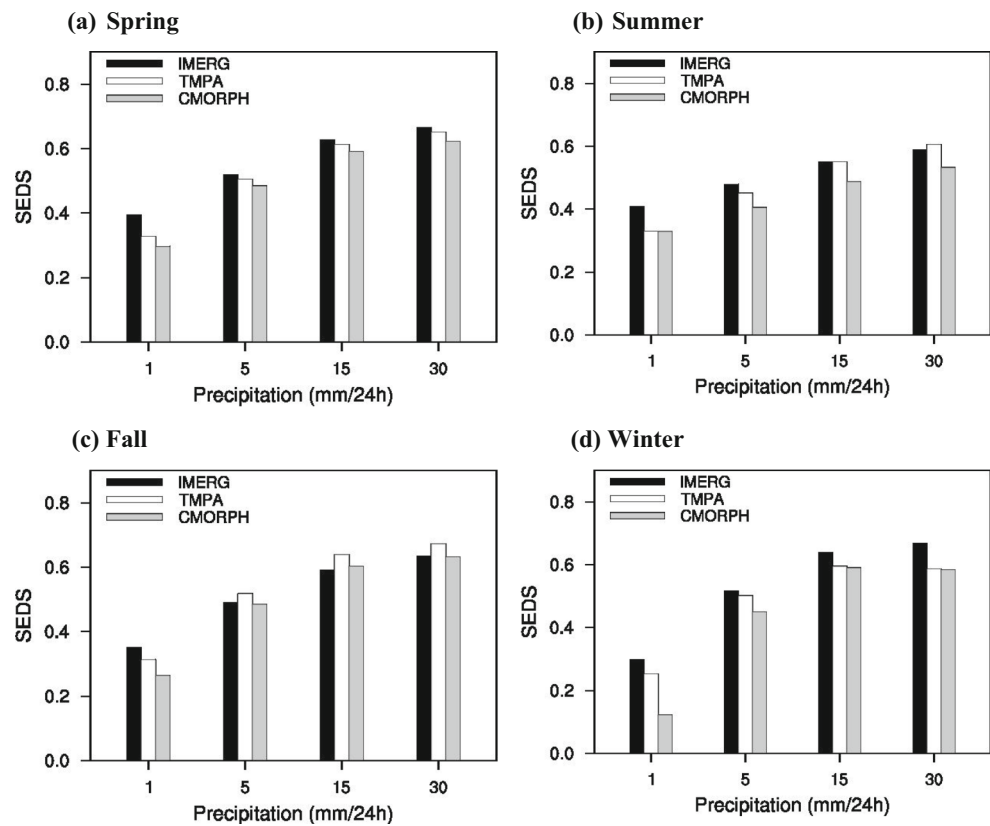 (a) Spring
IMERG
TMPA
CMORPH
0.8
0.6
0.4
0.2
0.0
SEDS
1 5 15 30
Precipitation (mm/24h)
(b) Summer
IMERG
TMPA
CMORPH
0.8
0.6
0.4
0.2
0.0
SEDS
1 5 15 30
Precipitation (mm/24h)
(c) Fall
IMERG
TMPA
CMORPH
0.8
0.6
0.4
0.2
0.0
SEDS
1 5 15 30
Precipitation (mm/24h)
(d) Winter
IMERG
TMPA
CMORPH
0.8
0.6
0.4
0.2
0.0
SEDS
1 5 15 30
Precipitation (mm/24h)